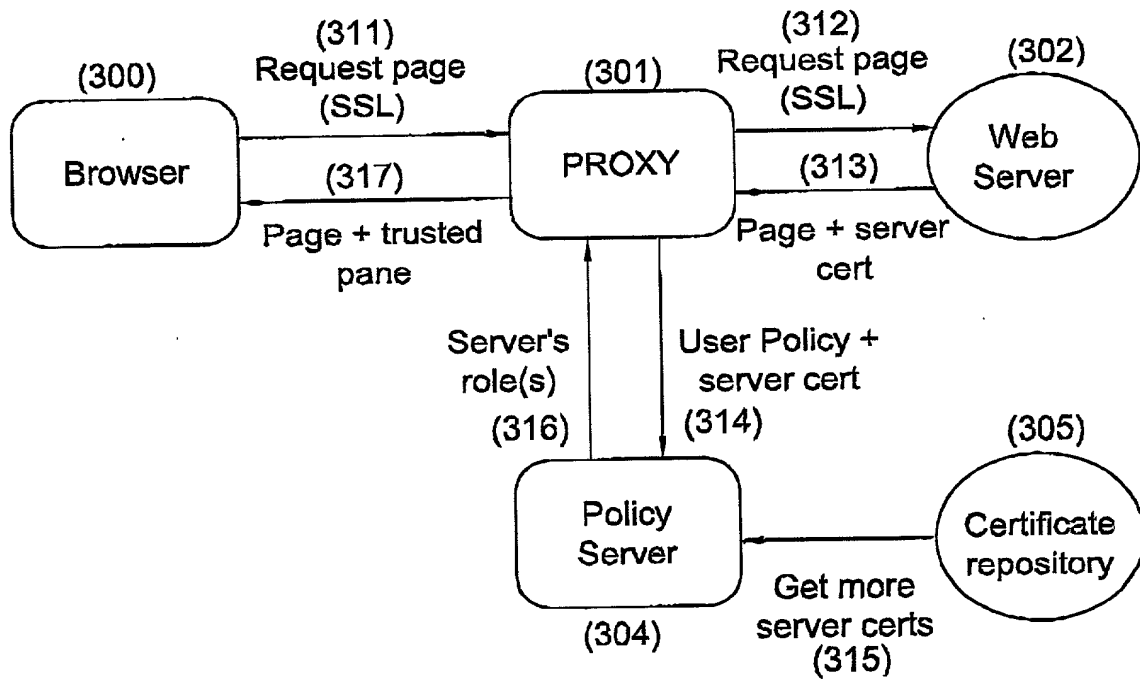 (300)
Browser
(311)
Request page
(SSL)
(317)
Page + trusted
pane
(301)
PROXY
(312)
Request page
(SSL)
(313)
Page + server
cert
(302)
Web
Server
Server's
role(s)
(316)
User Policy +
server cert
(314)
Policy
Server
(304)
(305)
Certificate
repository
Get more
server certs
(315)